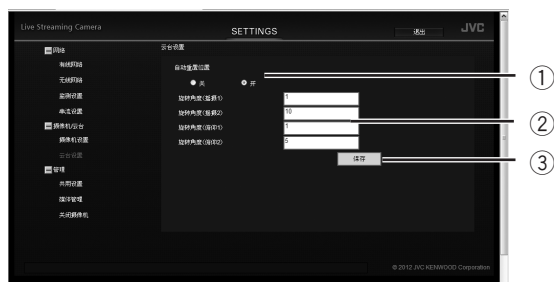 Live Streaming Camera
SETTINGS
退出
JVC
网络
有线网络
无线网络
监测设置
串流设置
摄像机/云台
摄像机设置
云台设置
管理
共用设置
媒体管理
关闭摄像机
云台设置
自动重置位置
关
开
旋转角度(摇摄1)
1
旋转角度(摇摄2)
10
旋转角度(俯仰1)
1
旋转角度(俯仰2)
5
保存
© 2012 JVC KENWOOD Corporation
1
2
3